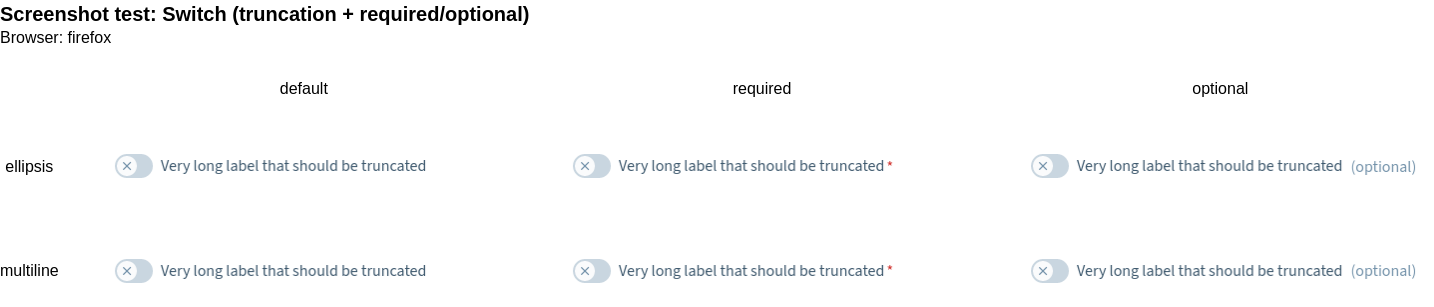 Screenshot test: Switch (truncation + required/optional)
Browser: firefox
default required optional
ellipsis Very long label that should be truncated Very long label that should be truncated * Very long label that should be truncated (optional)
multiline Very long label that should be truncated Very long label that should be truncated * Very long label that should be truncated (optional)